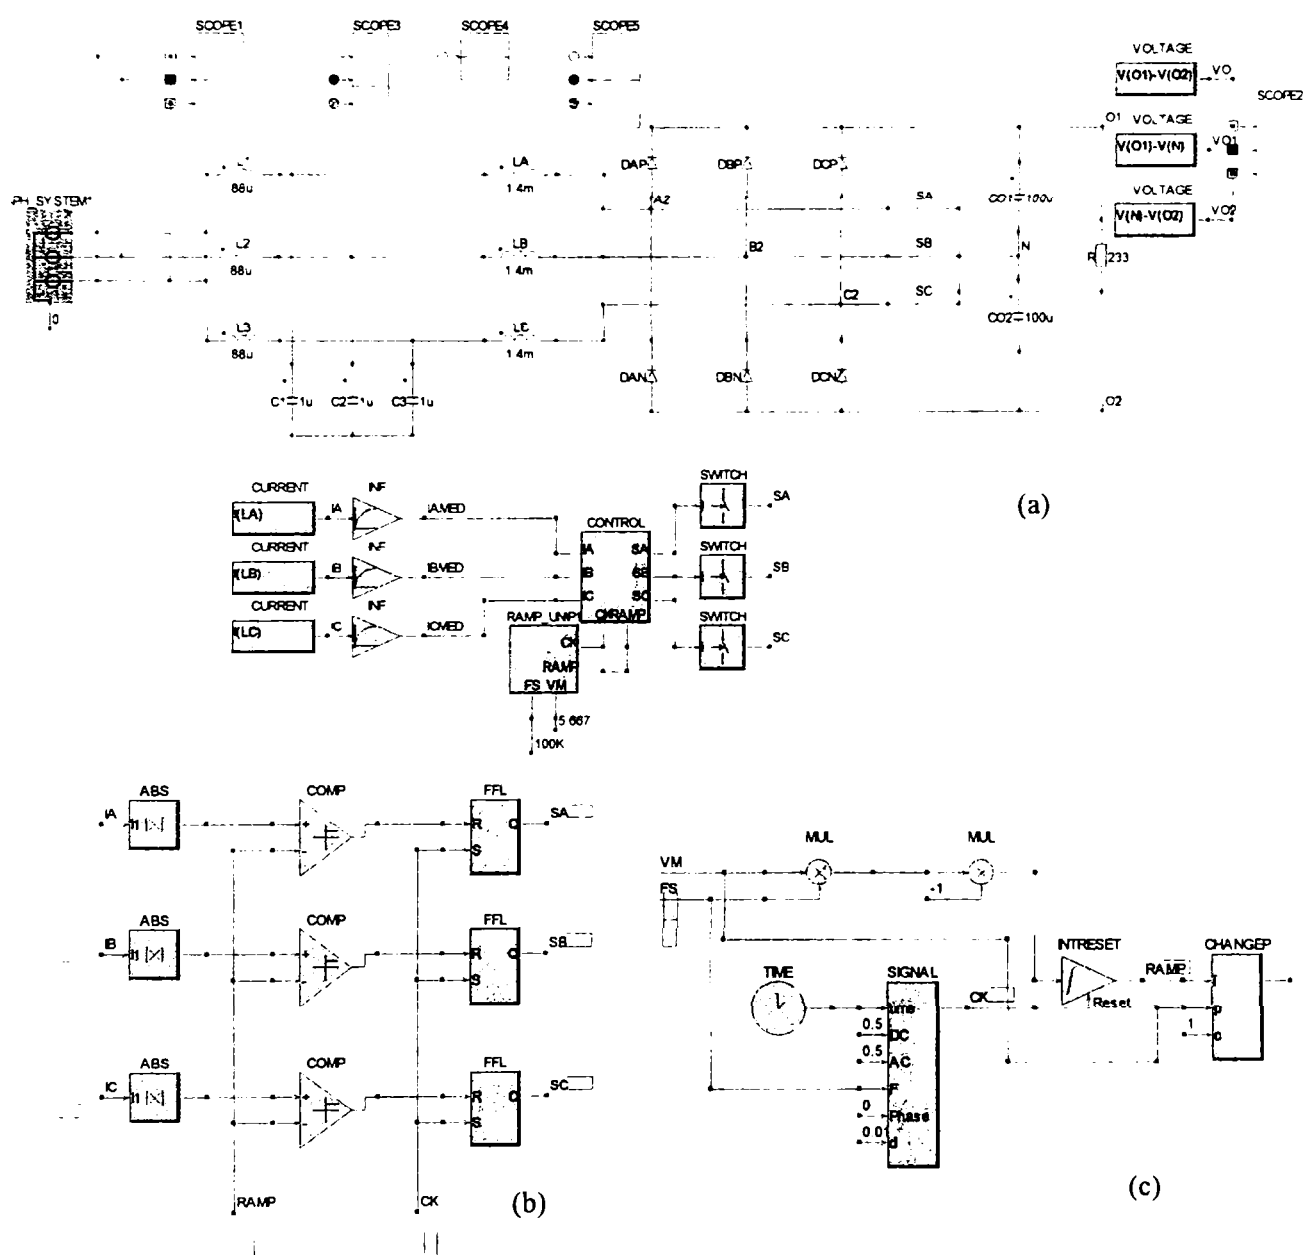 SCOPE1
SCOPE3
SCOPE4
SCOPE5
VOLTAGE
V(O1)-V(O2)
VO
SCOPE2
O1
VOLTAGE
V(O1)-V(N)
VO1
VOLTAGE
V(N)-V(O2)
VO2
88u
LA
1.4m
DAP
DBP
DCP
A2
SA
CO1
100u
L2
88u
LB
1.4m
B2
SB
N
R
233
C2
SC
0
L3
88u
LC
1.4m
CO2
100u
DAN
DBN
DCN
C1
1u
C2
1u
C3
1u
O2
CURRENT
I(LA)
IA
INF
IAMED
CURRENT
I(LB)
IB
INF
IBMED
CURRENT
I(LC)
IC
INF
ICMED
CONTROL
IA
SA
IB
SB
IC
SC
CK
RAMP
SWITCH
SA
SWITCH
SB
SWITCH
SC
RAMP_UNIP1
CK
RAMP
FS VM
5.667
100K
(a)
IA
ABS
COMP
FFL
R
Q
S
SA
IB
ABS
COMP
FFL
R
Q
S
SB
IC
ABS
COMP
FFL
R
Q
S
SC
RAMP
CK
(b)
VM
FS
MUL
MUL
-1
TIME
SIGNAL
time
0.5
DC
0.5
AC
F
0
Phase
d
CK
INTRESET
Reset
RAMP
CHANGEP
1
(c)